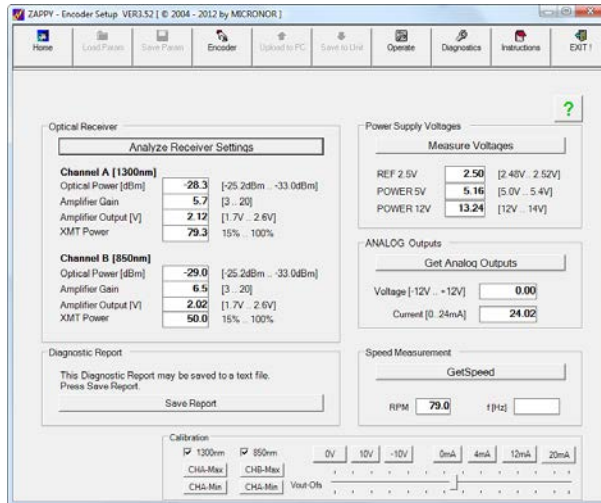 ZAPPY - Encoder Setup VER3.52 [ © 2004 - 2012 by MICRONOR ]
Home Load Param Save Param Encoder Upload to PC Save to Unit Operate Diagnostics Instructions EXIT !
?
Optical Receiver
Analyze Receiver Settings
Channel A [1300nm]
Optical Power [dBm] -28.3 [-25.2dBm .. -33.0dBm]
Amplifier Gain 5.7 [3 .. 20]
Amplifier Output [V] 2.12 [1.7V .. 2.6V]
XMT Power 79.3 15% .. 100%
Channel B [850nm]
Optical Power [dBm] -29.0 [-25.2dBm .. -33.0dBm]
Amplifier Gain 6.5 [3 .. 20]
Amplifier Output [V] 2.02 [1.7V .. 2.6V]
XMT Power 50.0 15% .. 100%
Power Supply Voltages
Measure Voltages
REF 2.5V 2.50 [2.48V .. 2.52V]
POWER 5V 5.16 [5.0V .. 5.4V]
POWER 12V 13.24 [12V .. 14V]
ANALOG Outputs
Get Analog Outputs
Voltage [-12V .. +12V] 0.00
Current [0..24mA] 24.02
Diagnostic Report
This Diagnostic Report may be saved to a text file.
Press Save Report.
Save Report
Speed Measurement
GetSpeed
RPM 79.0 f [Hz]
Calibration
1300nm 850nm 0V 10V -10V 0mA 4mA 12mA 20mA
CHA-Max CHB-Max
CHA-Min CHA-Min Vout-Ofs